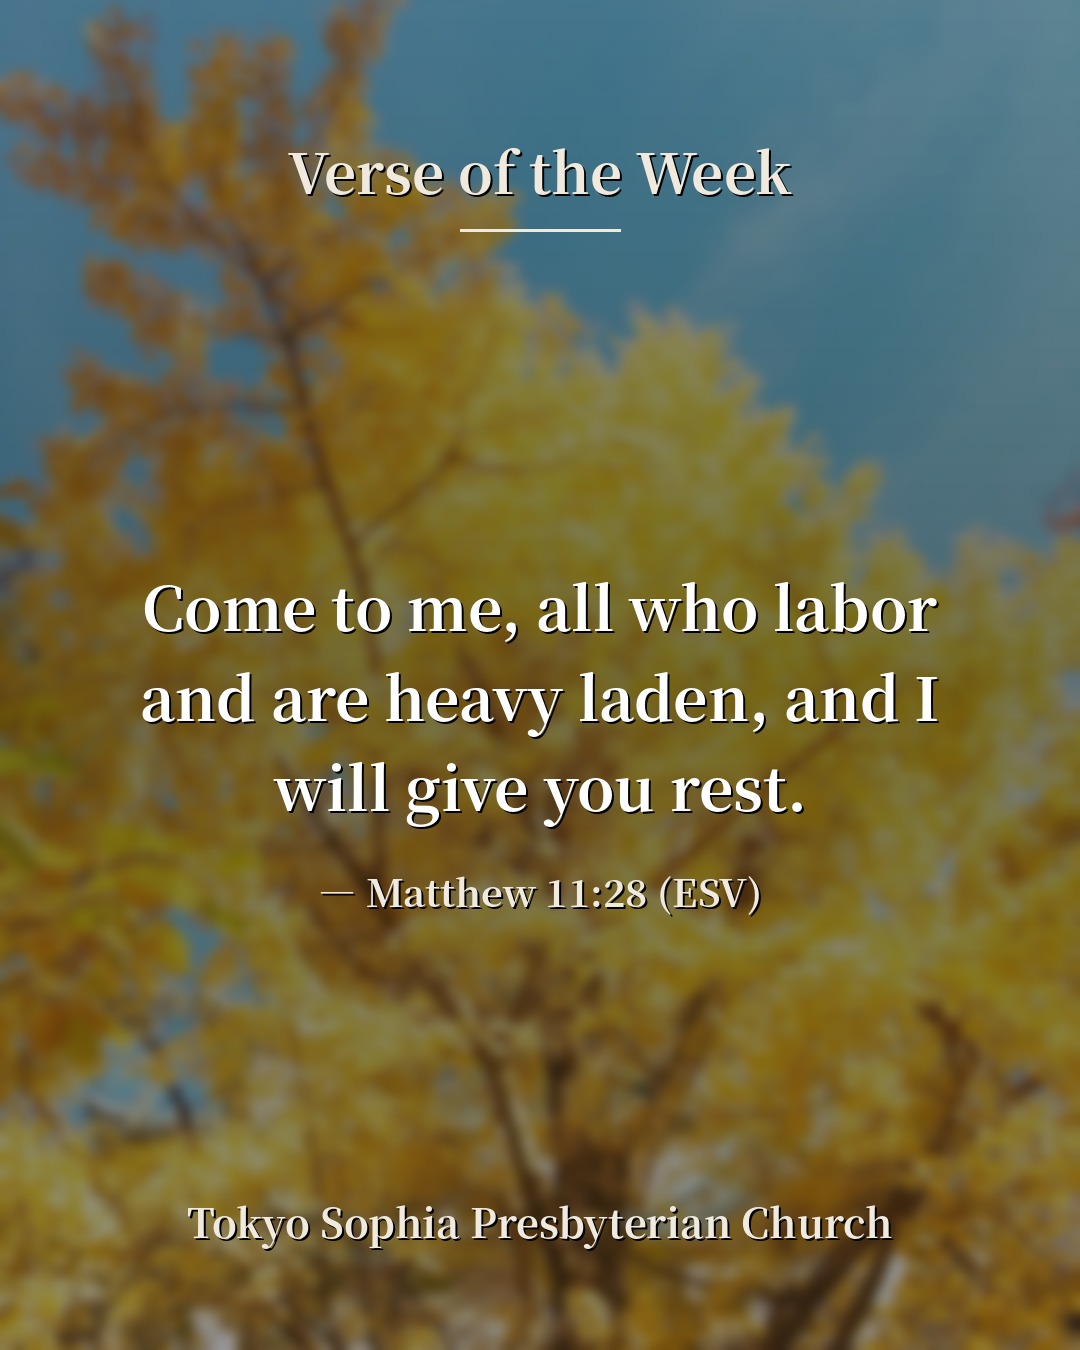 Verse of the Week
Come to me, all who labor
and are heavy laden, and I
will give you rest.
— Matthew 11:28 (ESV)
Tokyo Sophia Presbyterian Church